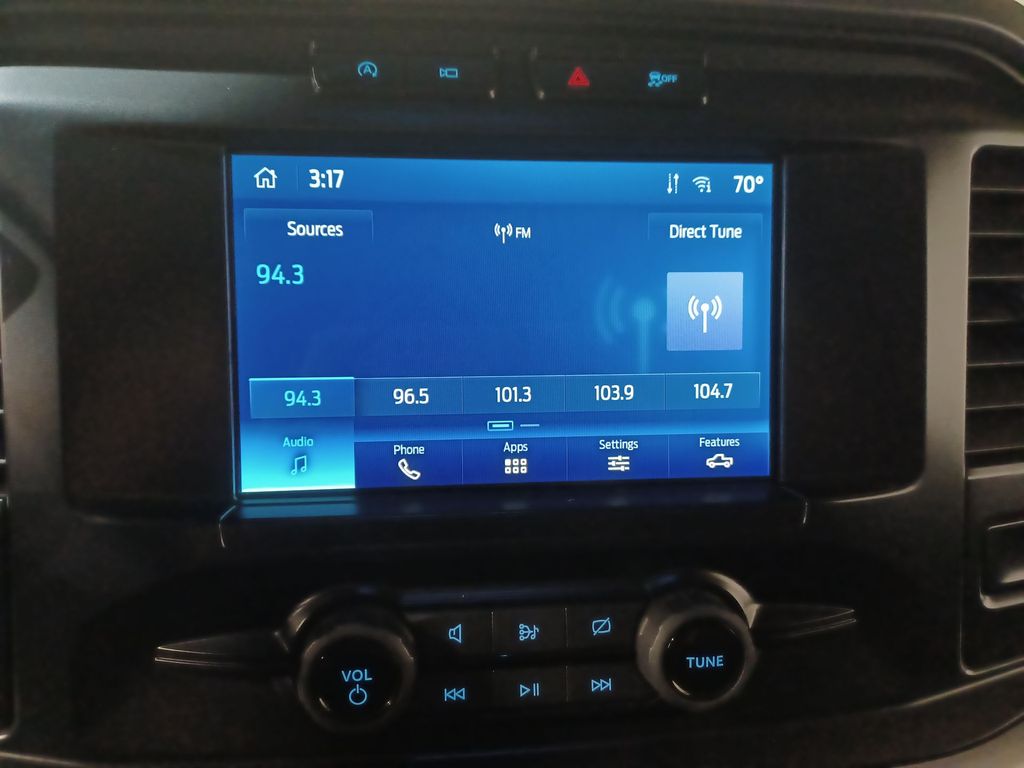 A
OFF
3:17 70°
Sources FM Direct Tune
94.3
94.3 96.5 101.3 103.9 104.7
Audio Phone Apps Settings Features
VOL TUNE